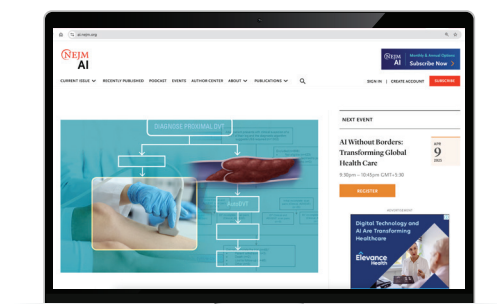 ai.nejm.org
NEJM
AI
NEJM
AI
Monthly & Annual Options
Subscribe Now >
CURRENT ISSUE
RECENTLY PUBLISHED
PODCAST
EVENTS
AUTHOR CENTER
ABOUT
PUBLICATIONS
SIGN IN | CREATE ACCOUNT
SUBSCRIBE
DIAGNOSE PROXIMAL DVT
AutoDVT
NEXT EVENT
AI Without Borders:
Transforming Global
Health Care
APR
9
2025
9:30pm – 10:45pm GMT+5:30
REGISTER
ADVERTISEMENT
Digital Technology and
AI Are Transforming
Healthcare
Elevance
Health